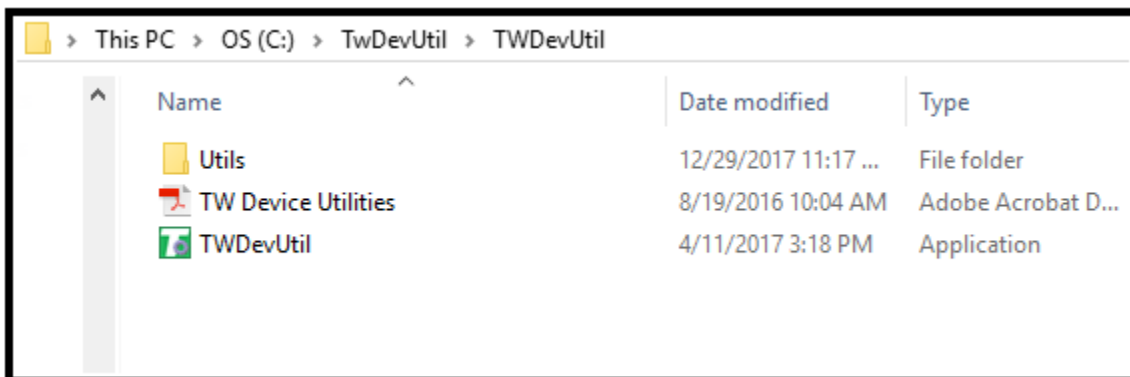 This PC > OS (C:) > TwDevUtil > TWDevUtil
Name Date modified Type
Utils 12/29/2017 11:17 ... File folder
TW Device Utilities 8/19/2016 10:04 AM Adobe Acrobat D...
TWDevUtil 4/11/2017 3:18 PM Application